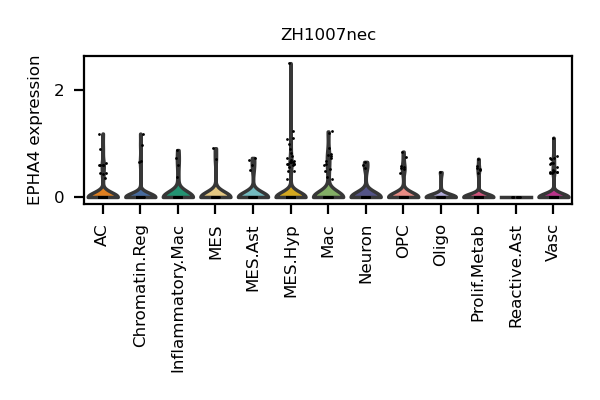 ZH1007nec
EPHA4 expression
2
0
AC
Chromatin.Reg
Inflammatory.Mac
MES
MES.Ast
MES.Hyp
Mac
Neuron
OPC
Oligo
Prolif.Metab
Reactive.Ast
Vasc